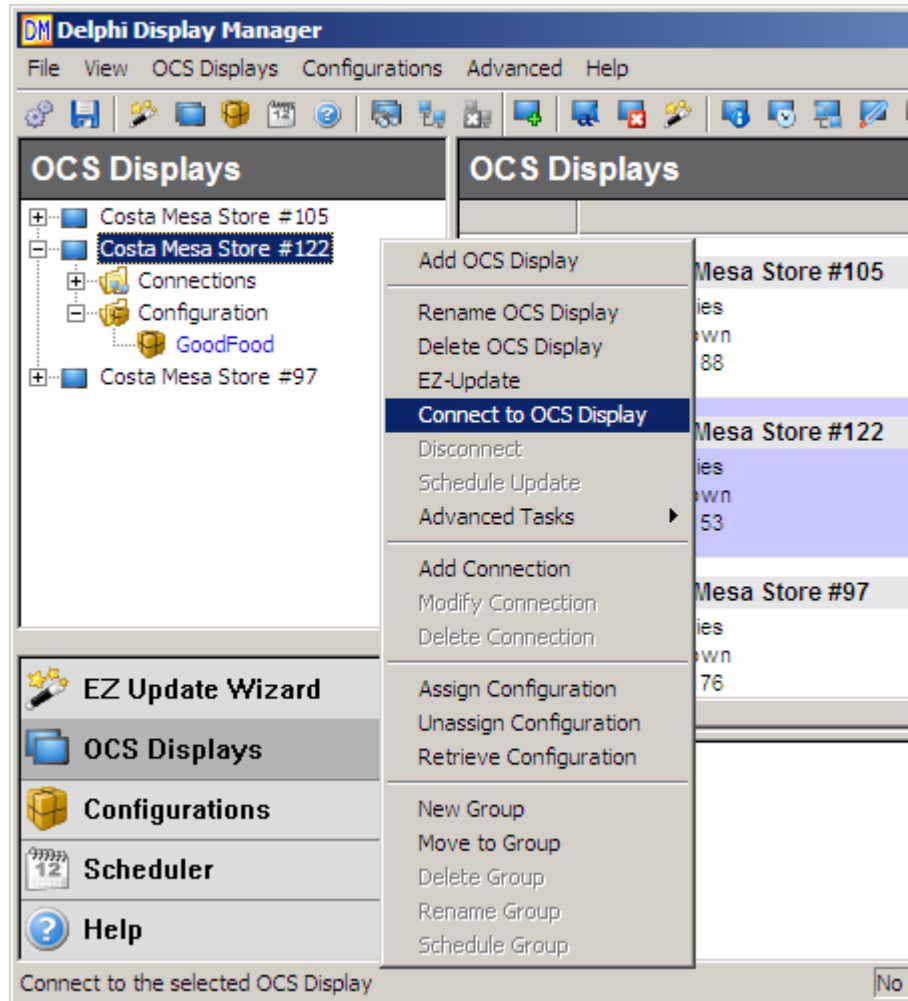 DM Delphi Display Manager
File View OCS Displays Configurations Advanced Help
12
OCS Displays
OCS Displays
Costa Mesa Store #105
Costa Mesa Store #122
Connections
Configuration
GoodFood
Costa Mesa Store #97
Add OCS Display
Rename OCS Display
Delete OCS Display
EZ-Update
Connect to OCS Display
Disconnect
Schedule Update
Advanced Tasks
Add Connection
Modify Connection
Delete Connection
Assign Configuration
Unassign Configuration
Retrieve Configuration
New Group
Move to Group
Delete Group
Rename Group
Schedule Group
Mesa Store #105
ies
own
88
Mesa Store #122
ies
own
53
Mesa Store #97
ies
own
76
EZ Update Wizard
OCS Displays
Configurations
12
Scheduler
? Help
Connect to the selected OCS Display
No